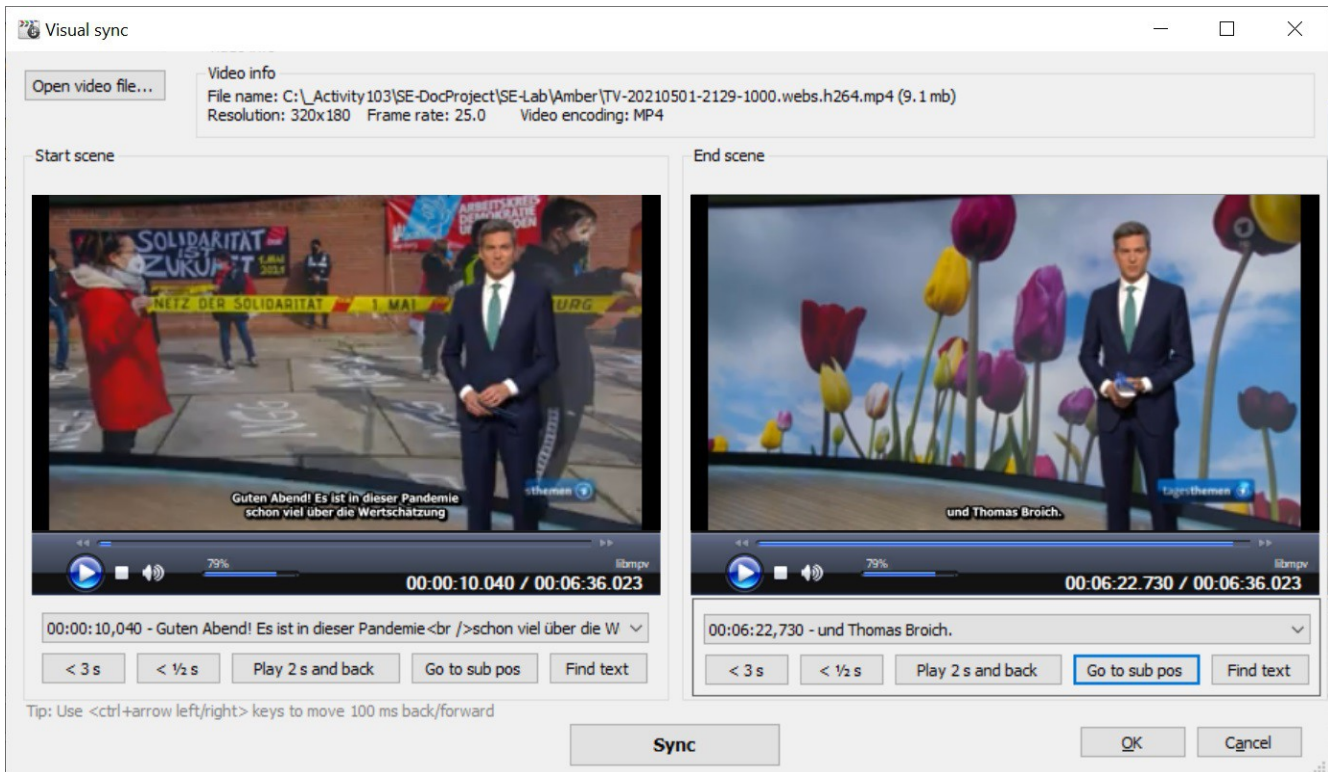 Visual sync
Open video file...
Video info
File name: C:\_Activity103\SE-DocProject\SE-Lab\Amber\TV-20210501-2129-1000.webs.h264.mp4 (9.1 mb)
Resolution: 320x180 Frame rate: 25.0 Video encoding: MP4
Start scene
SOLIDARITÄT
IST
ZUKUNFT 1.MAI
2021
ARBEITSKREIS
DEMOKRATIE
NETZ DER SOLIDARITÄT 1 MAI BURG
NGG
sthemen
Guten Abend! Es ist in dieser Pandemie
schon viel über die Wertschätzung
79%
libmpv
00:00:10.040 / 00:06:36.023
00:00:10,040 - Guten Abend! Es ist in dieser Pandemie<br />schon viel über die W
< 3 s
< ½ s
Play 2 s and back
Go to sub pos
Find text
End scene
tagesthemen
und Thomas Broich.
79%
libmpv
00:06:22.730 / 00:06:36.023
00:06:22,730 - und Thomas Broich.
< 3 s
< ½ s
Play 2 s and back
Go to sub pos
Find text
Tip: Use <ctrl+arrow left/right> keys to move 100 ms back/forward
Sync
OK
Cancel